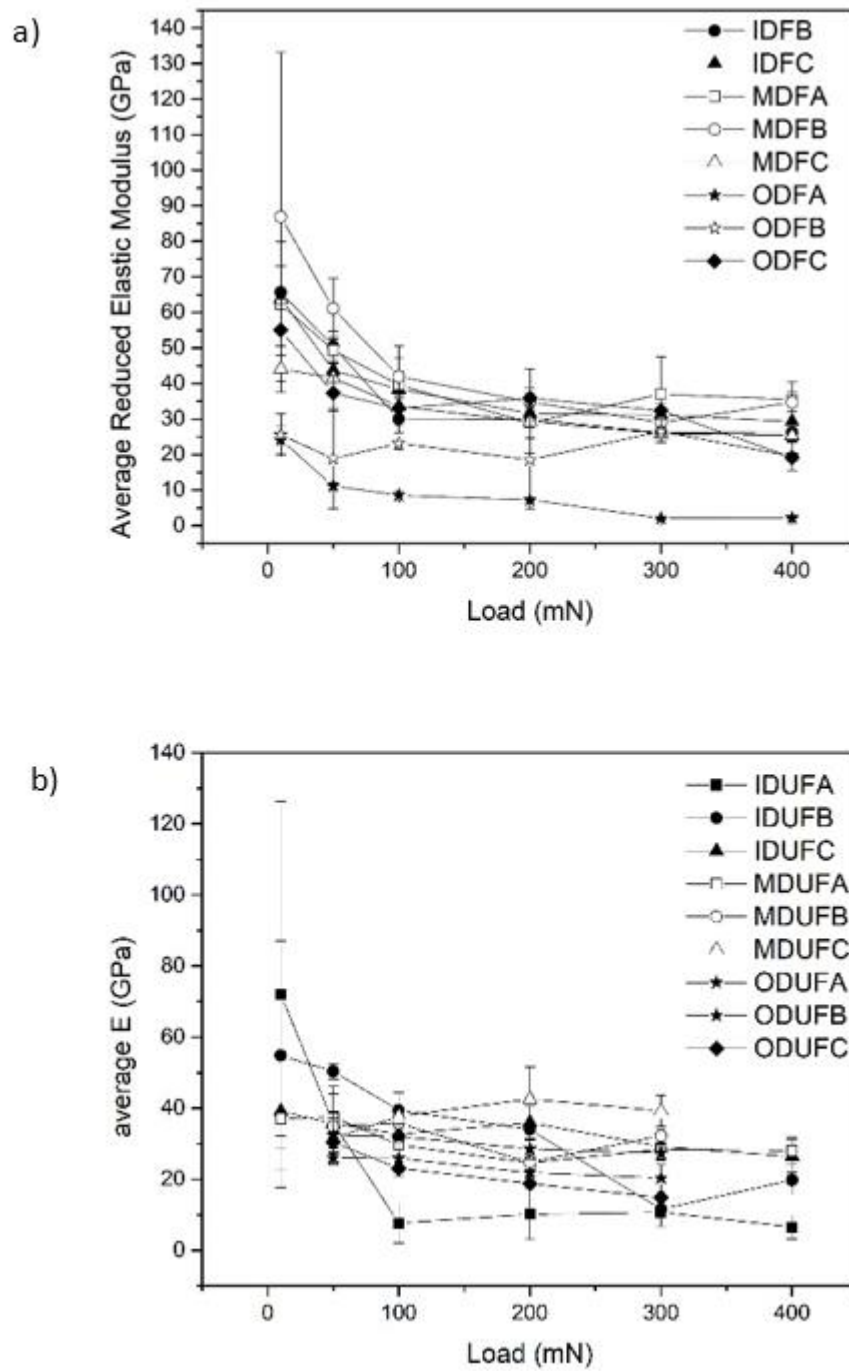 a)
Average Reduced Elastic Modulus (GPa)
140
130
120
110
100
90
80
70
60
50
40
30
20
10
0
IDFB
IDFC
MDFA
MDFB
MDFC
ODFA
ODFB
ODFC
0 100 200 300 400
Load (mN)
b)
average E (GPa)
140
120
100
80
60
40
20
0
IDUFA
IDUFB
IDUFC
MDUFA
MDUFB
MDUFC
ODUFA
ODUFB
ODUFC
0 100 200 300 400
Load (mN)